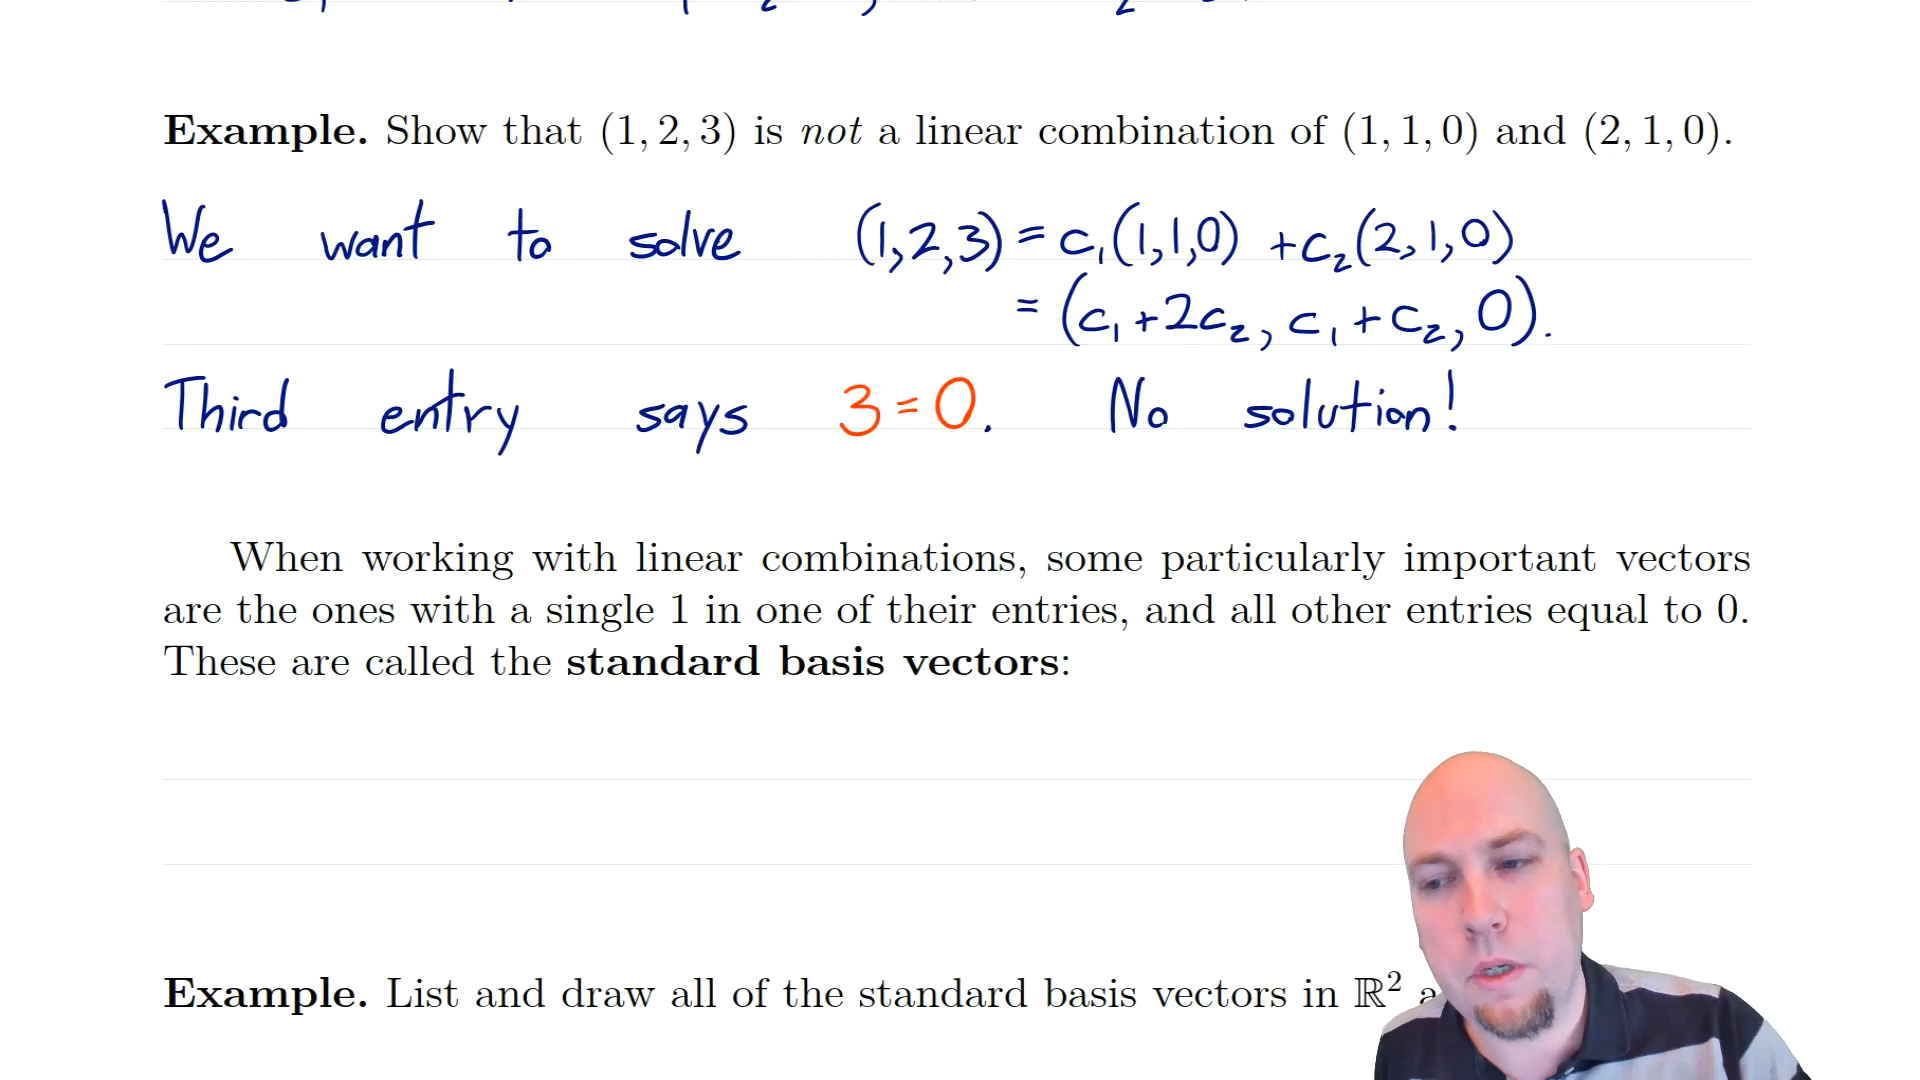 Example. Show that (1, 2, 3) is not a linear combination of (1, 1, 0) and (2, 1, 0).
We want to solve (1,2,3) = c₁(1,1,0) + c₂(2,1,0)
= (c₁ + 2c₂, c₁ + c₂, 0).
Third entry says 3 = 0. No solution!
When working with linear combinations, some particularly important vectors
are the ones with a single 1 in one of their entries, and all other entries equal to 0.
These are called the standard basis vectors:
Example. List and draw all of the standard basis vectors in ℝ²